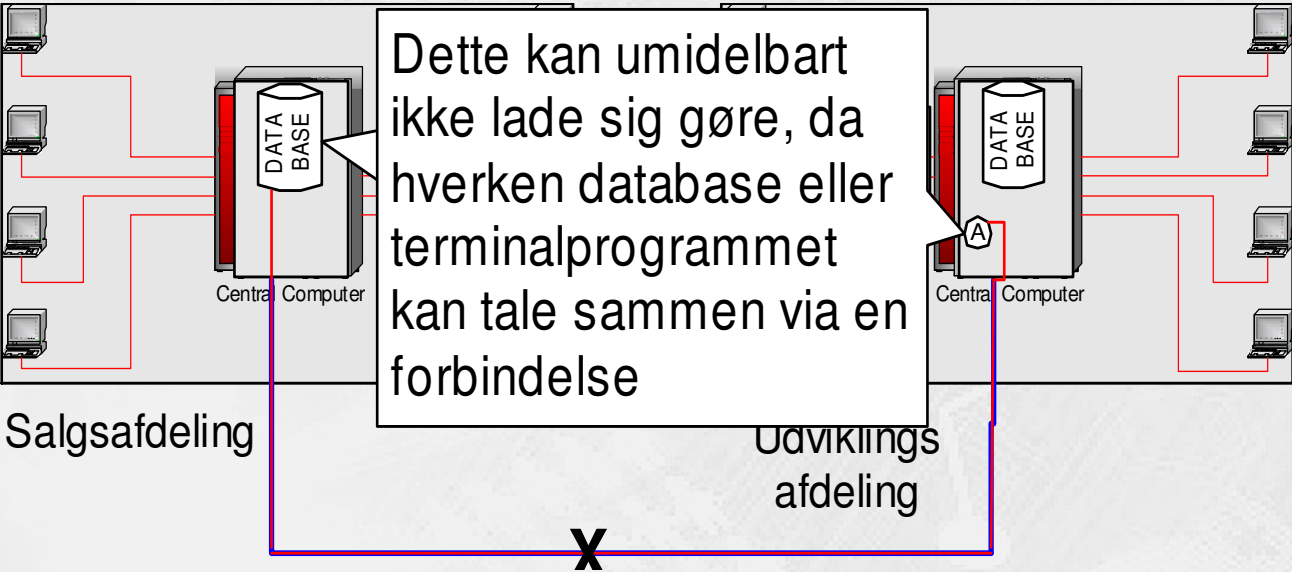 DATA
BASE
Central Computer
Dette kan umidelbart
ikke lade sig gøre, da
hverken database eller
terminalprogrammet
kan tale sammen via en
forbindelse
DATA
BASE
A
Central Computer
Salgsafdeling
Udviklings
afdeling
X